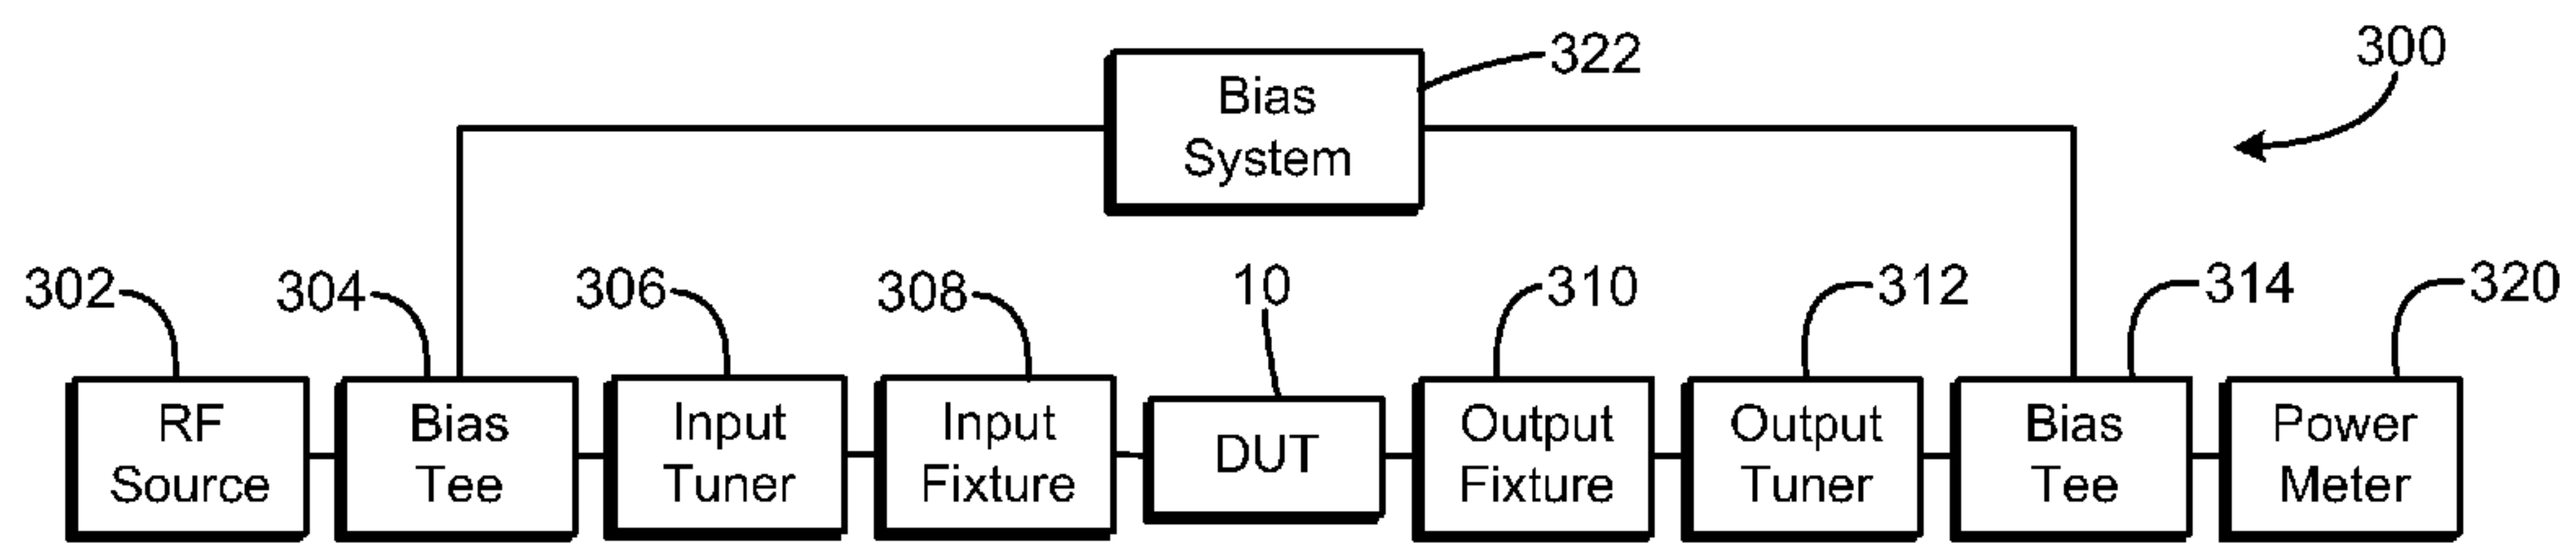 300
322
Bias
System
302
304
306
308
10
310
312
314
320
RF
Source
Bias
Tee
Input
Tuner
Input
Fixture
DUT
Output
Fixture
Output
Tuner
Bias
Tee
Power
Meter